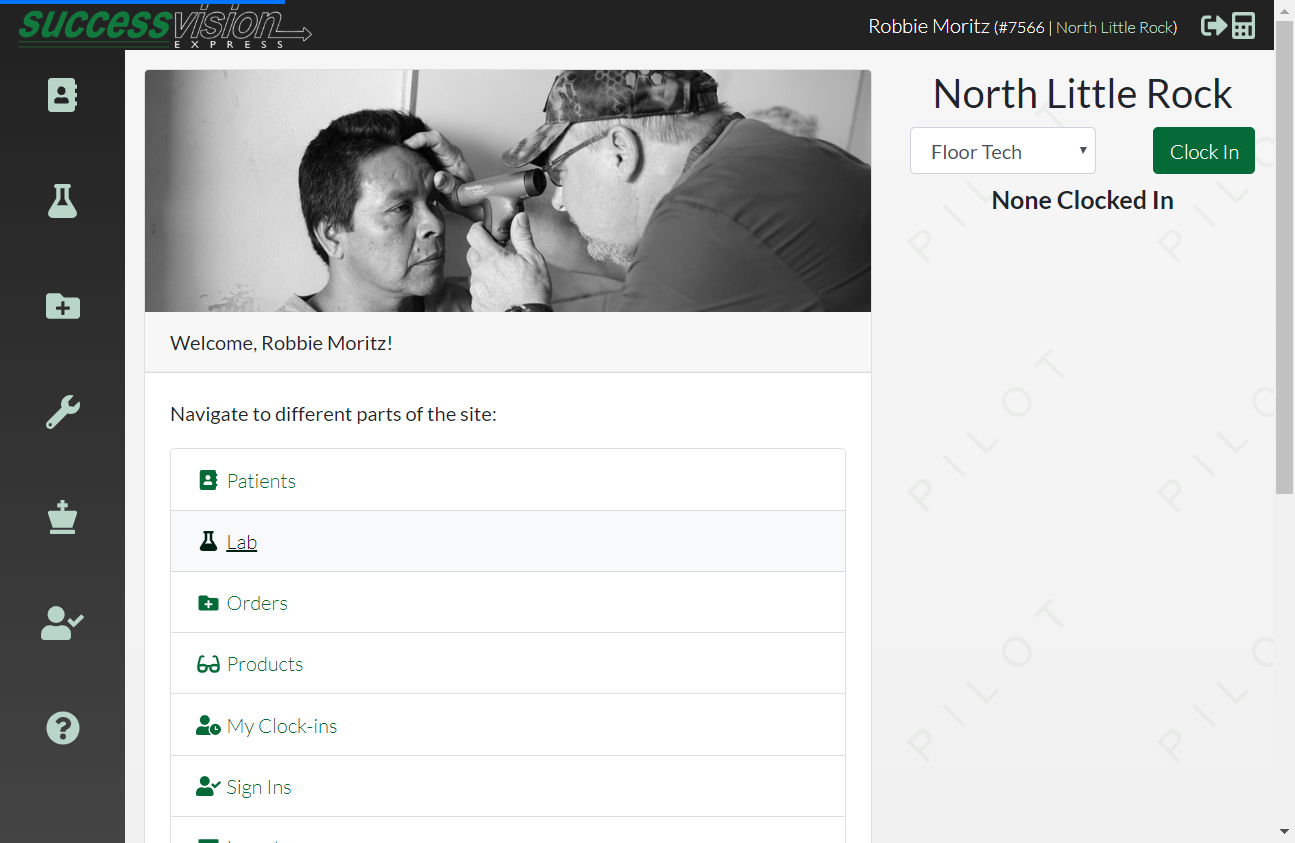 successvision
EXPRESS
Robbie Moritz (#7566 | North Little Rock)
North Little Rock
Floor Tech
Clock In
None Clocked In
Welcome, Robbie Moritz!
Navigate to different parts of the site:
Patients
Lab
Orders
Products
My Clock-ins
Sign Ins
PILOT
PILOT
PILOT
PILOT
PILOT
PILOT